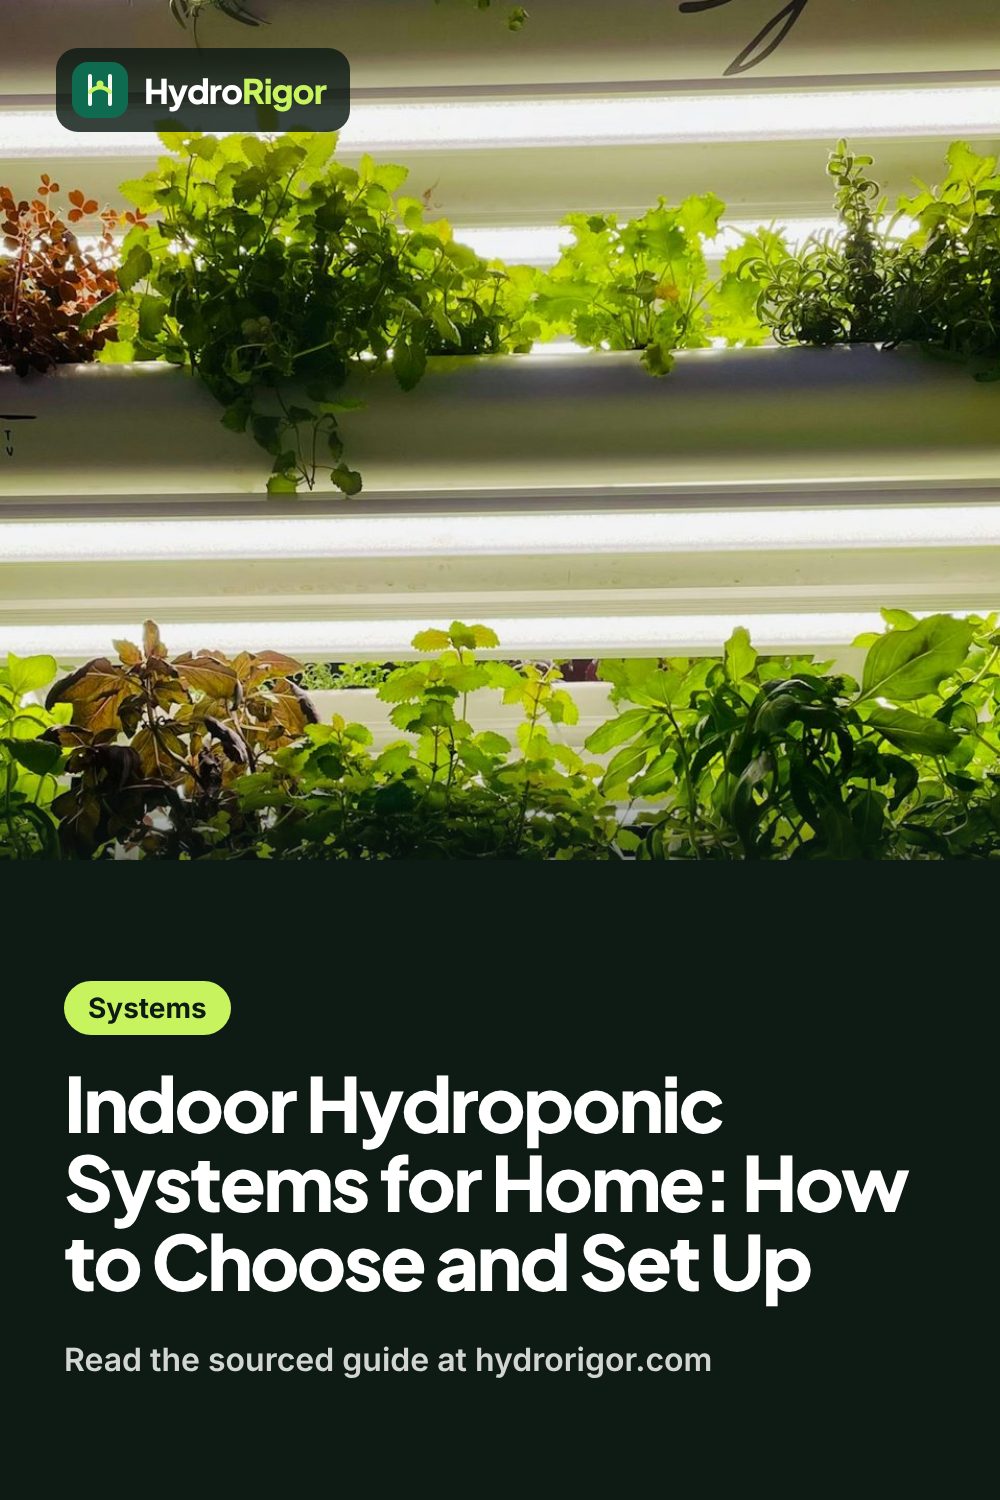 HydroRigor
Systems
Indoor Hydroponic
Systems for Home: How
to Choose and Set Up
Read the sourced guide at hydrorigor.com